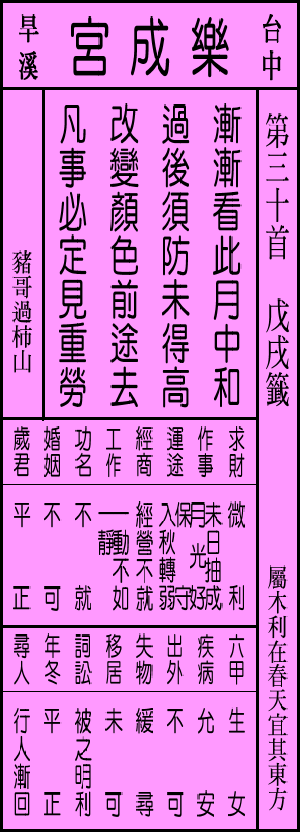 台中
樂成宮
旱溪
第三十首 戊戌籤 屬木利在春天宜其東方
漸漸看此月中和
過後須防未得高
改變顏色前途去
凡事必定見重勞
豬哥過柿山
求財
作事
運途
經商
工作
功名
婚姻
歲君
微利
未日抽成
月光好
保守
入秋轉弱
經營不就
一動不如
一靜
不就
不可
平正
六甲
疾病
出外
失物
移居
詞訟
年冬
尋人
生女
允安
不可
緩尋
未可
被之明利
平正
行人漸回